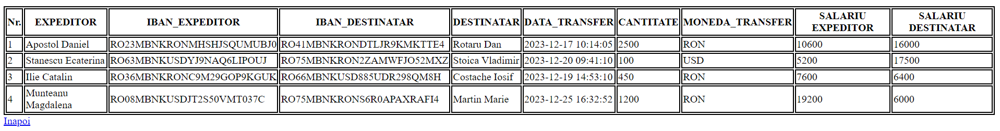 Nr. EXPEDITOR IBAN_EXPEDITOR IBAN_DESTINATAR DESTINATAR DATA_TRANSFER CANTITATE MONEDA_TRANSFER SALARIU EXPEDITOR SALARIU DESTINATAR
1 Apostol Daniel RO23MBNKRONMHSHJSQUMUBJ0 RO41MBNKRONDTLJR9KMKTTE4 Rotaru Dan 2023-12-17 10:14:05 2500 RON 10600 16000
2 Stanescu Ecaterina RO63MBNKUSDYJ9NAQ6LIPOUJ RO75MBNKRON2ZAMWFJO52MXZ Stoica Vladimir 2023-12-20 09:41:10 100 USD 5200 17500
3 Ilie Catalin RO36MBNKRONC9M29GOP9KGUK RO66MBNKUSD885UDR298QM8H Costache Iosif 2023-12-19 14:53:10 450 RON 7600 6400
4 Munteanu Magdalena RO08MBNKUSDJT2S50VMT037C RO75MBNKRONS6R0APAXRAFI4 Martin Marie 2023-12-25 16:32:52 1200 RON 19200 6000
Inapoi